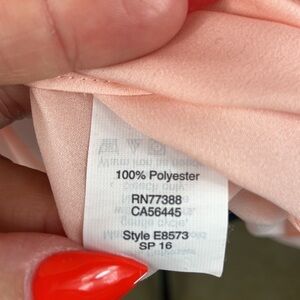 100% Polyester
RN77388
CA56445
Style E8573
SP 16